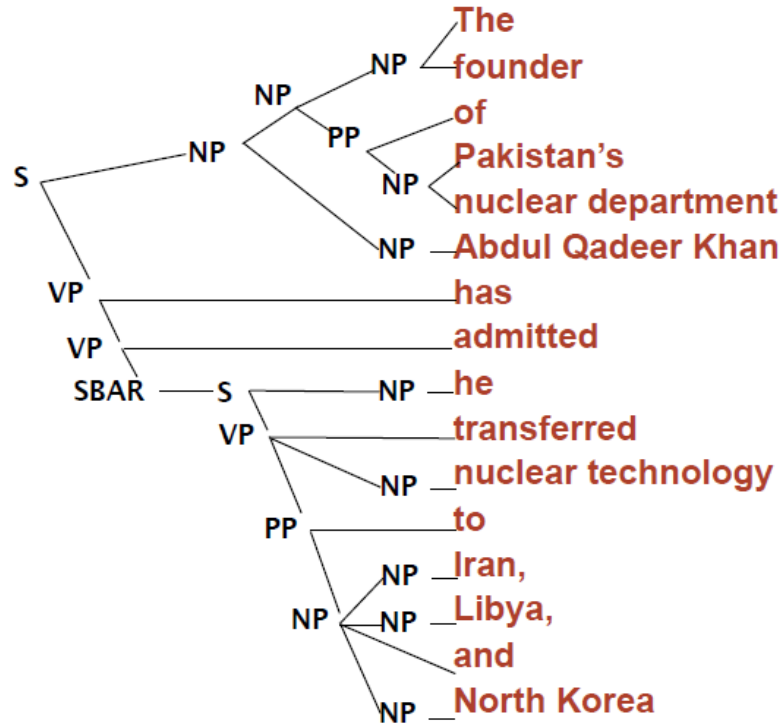 The
NP founder
NP of
PP Pakistan's
S NP NP nuclear department
NP Abdul Qadeer Khan
VP has
VP admitted
SBAR S NP he
VP transferred
NP nuclear technology
PP to
NP Iran,
NP NP Libya,
and
NP North Korea